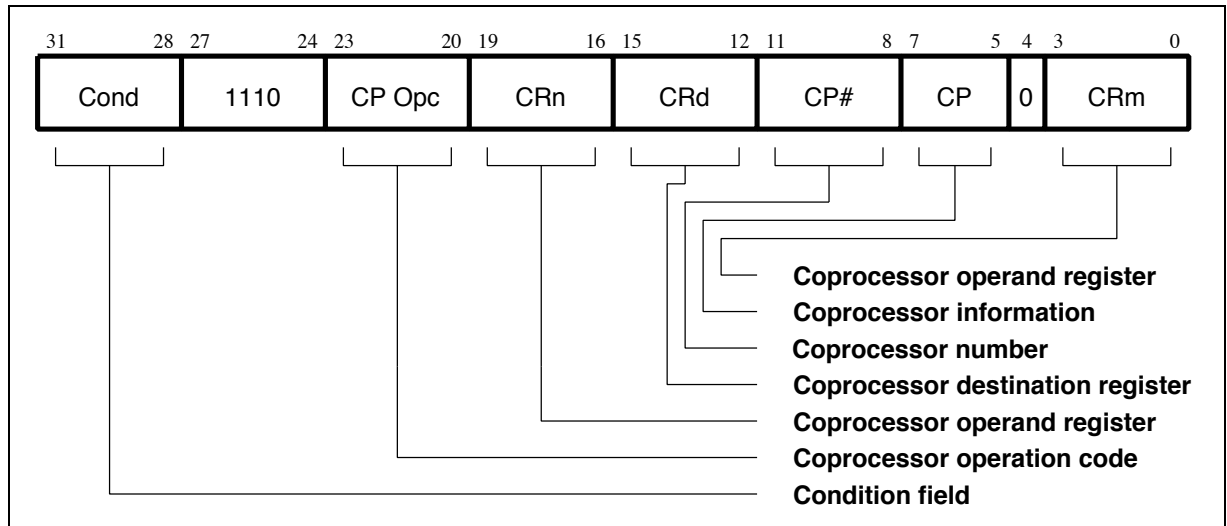 31 28 27 24 23 20 19 16 15 12 11 8 7 5 4 3 0
Cond 1110 CP Opc CRn CRd CP# CP 0 CRm
Coprocessor operand register
Coprocessor information
Coprocessor number
Coprocessor destination register
Coprocessor operand register
Coprocessor operation code
Condition field